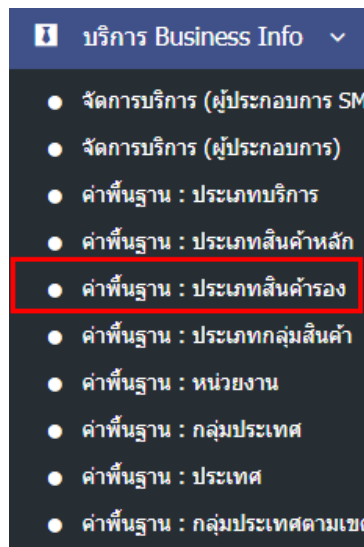 บริการ Business Info
จัดการบริการ (ผู้ประกอบการ SM
จัดการบริการ (ผู้ประกอบการ)
ค่าพื้นฐาน : ประเภทบริการ
ค่าพื้นฐาน : ประเภทสินค้าหลัก
ค่าพื้นฐาน : ประเภทสินค้ารอง
ค่าพื้นฐาน : ประเภทกลุ่มสินค้า
ค่าพื้นฐาน : หน่วยงาน
ค่าพื้นฐาน : กลุ่มประเทศ
ค่าพื้นฐาน : ประเทศ
ค่าพื้นฐาน : กลุ่มประเทศตามเขต